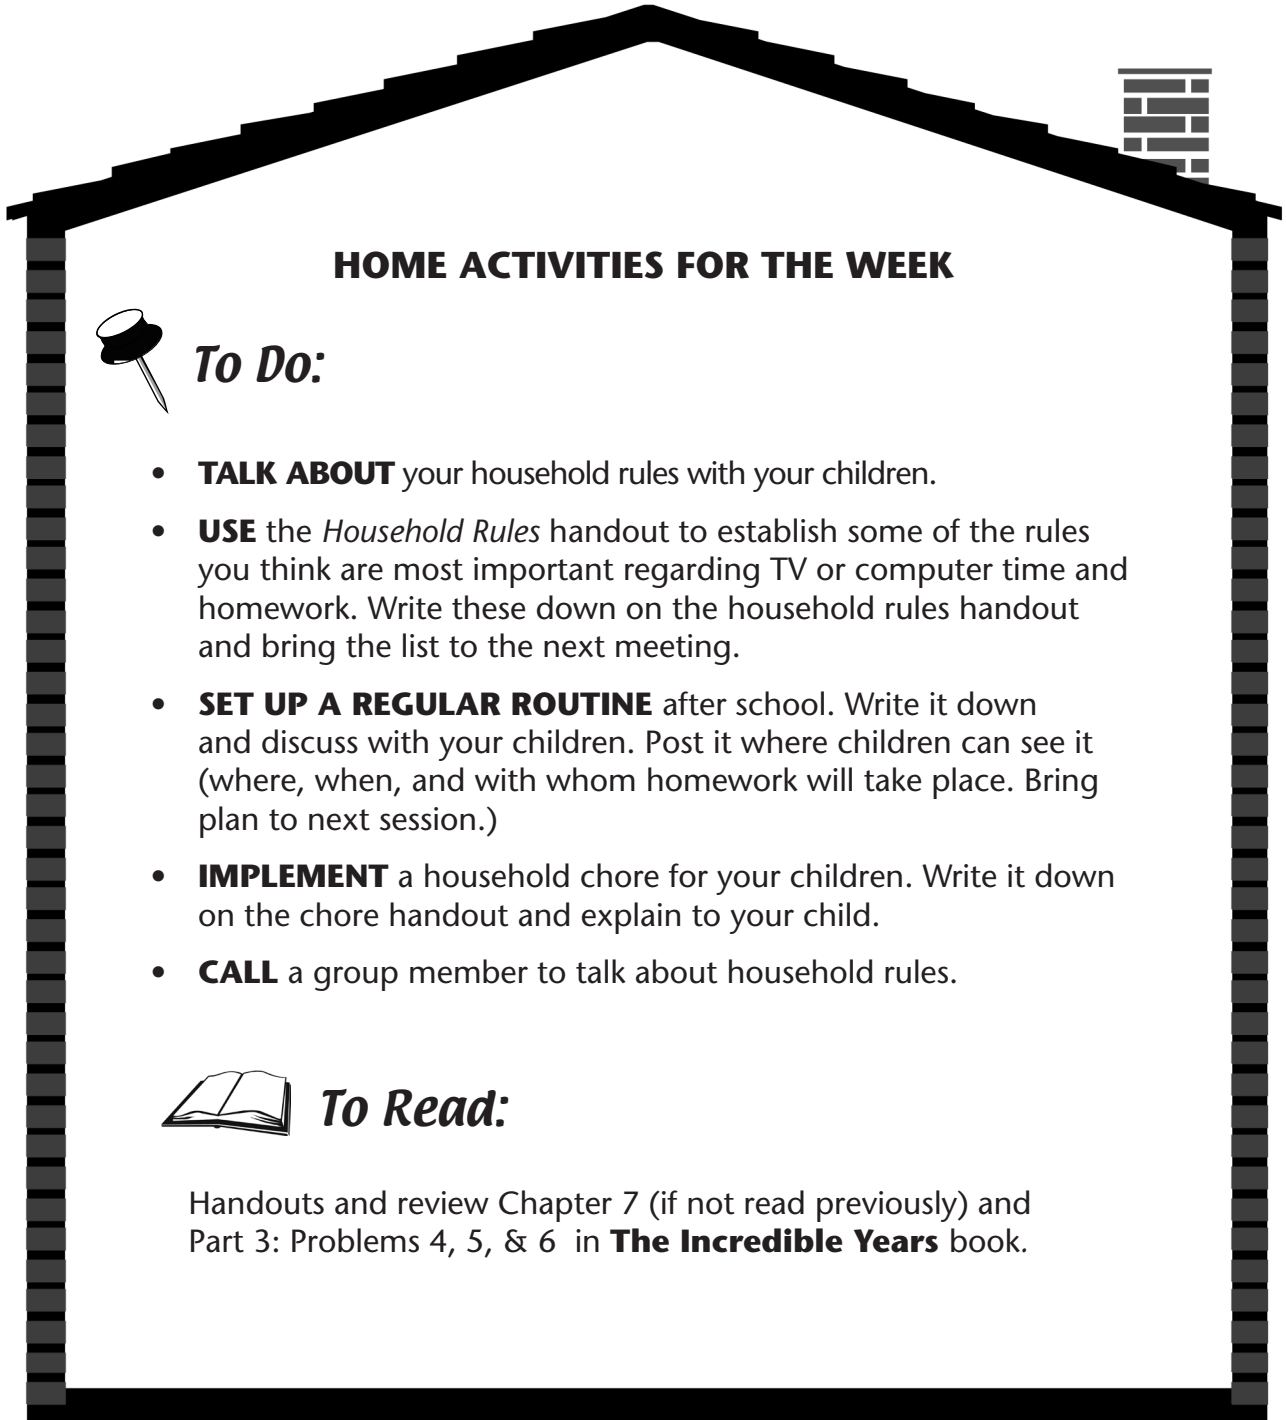 HOME ACTIVITIES FOR THE WEEK
To Do:
• TALK ABOUT your household rules with your children.
• USE the Household Rules handout to establish some of the rules
you think are most important regarding TV or computer time and
homework. Write these down on the household rules handout
and bring the list to the next meeting.
• SET UP A REGULAR ROUTINE after school. Write it down
and discuss with your children. Post it where children can see it
(where, when, and with whom homework will take place. Bring
plan to next session.)
• IMPLEMENT a household chore for your children. Write it down
on the chore handout and explain to your child.
• CALL a group member to talk about household rules.
To Read:
Handouts and review Chapter 7 (if not read previously) and
Part 3: Problems 4, 5, & 6 in The Incredible Years book.